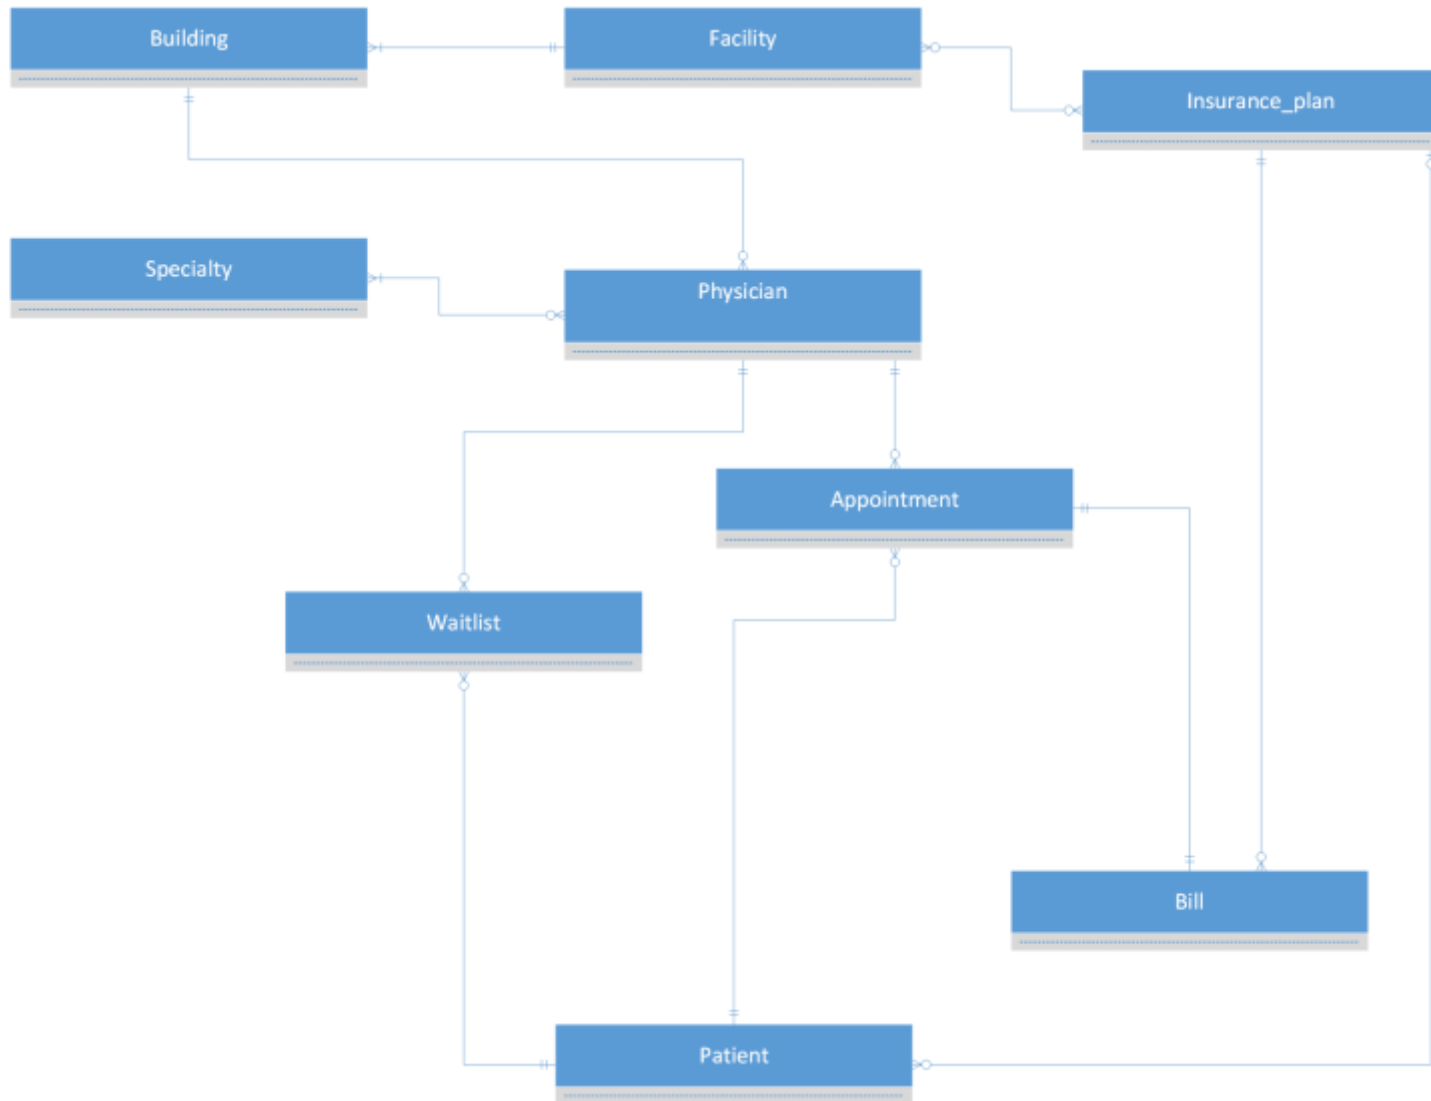 Building
Facility
Insurance_plan
Specialty
Physician
Appointment
Waitlist
Bill
Patient